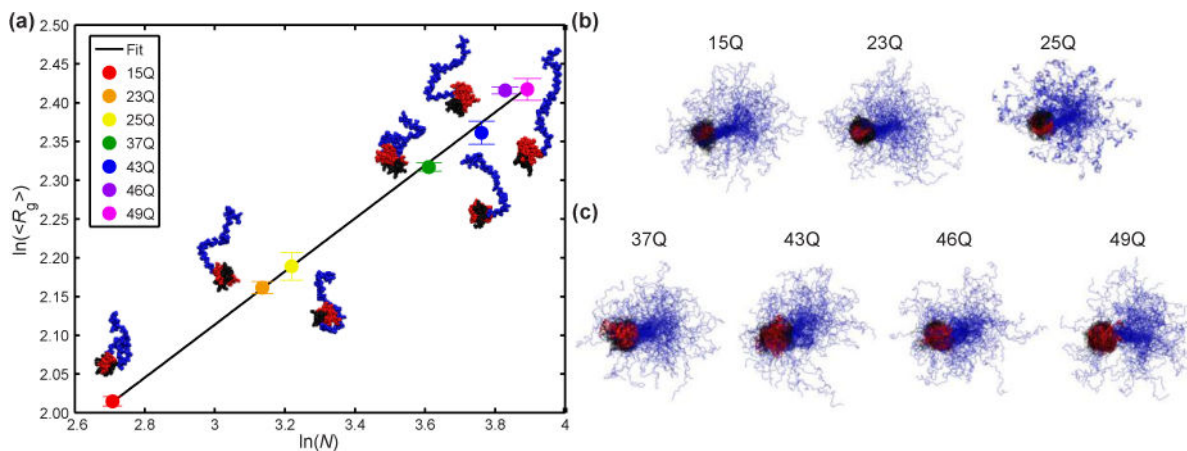 (a)
2.50
2.45
2.40
2.35
2.30
2.25
2.20
2.15
2.10
2.05
2.00
ln(<Rg>)
Fit
15Q
23Q
25Q
37Q
43Q
46Q
49Q
2.6 2.8 3 3.2 3.4 3.6 3.8 4
ln(N)
(b)
15Q 23Q 25Q
(c)
37Q 43Q 46Q 49Q